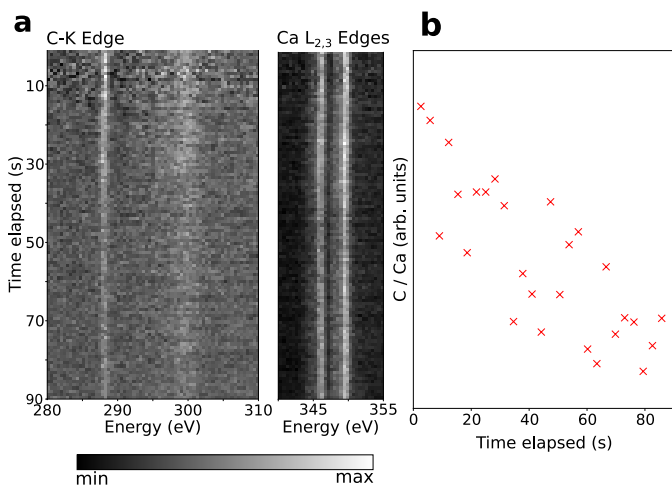 a
C-K Edge
Ca L2,3 Edges
b
Time elapsed (s)
10
30
50
70
90
280 290 300 310
Energy (eV)
345 355
Energy (eV)
min max
C / Ca (arb. units)
0 20 40 60 80
Time elapsed (s)